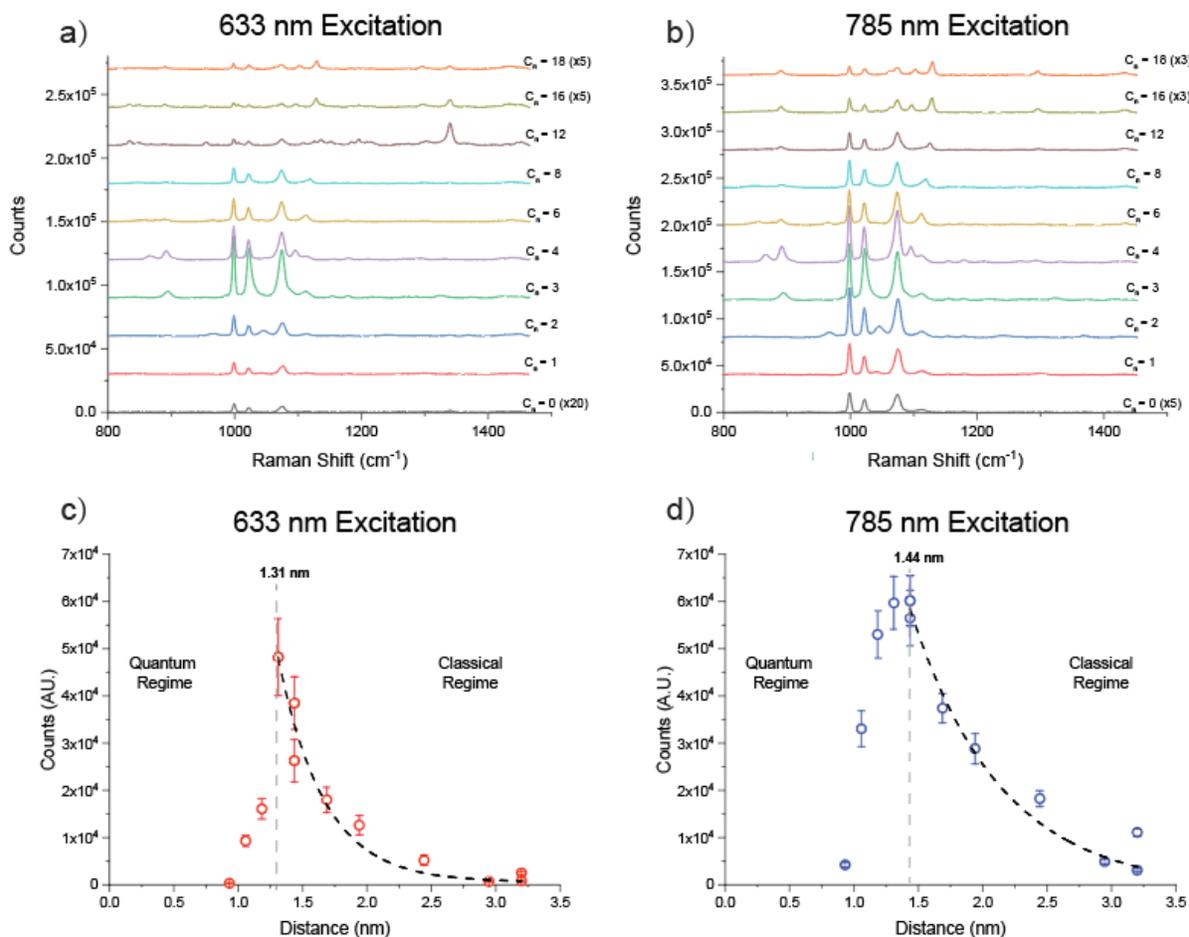 a) 633 nm Excitation
Counts
2.5x10⁵
2.0x10⁵
1.5x10⁵
1.0x10⁵
5.0x10⁴
0.0
Cₙ = 18 (x5)
Cₙ = 16 (x5)
Cₙ = 12
Cₙ = 8
Cₙ = 6
Cₙ = 4
Cₙ = 3
Cₙ = 2
Cₙ = 1
Cₙ = 0 (x20)
800 1000 1200 1400
Raman Shift (cm⁻¹)
b) 785 nm Excitation
Counts
3.5x10⁵
3.0x10⁵
2.5x10⁵
2.0x10⁵
1.5x10⁵
1.0x10⁵
5.0x10⁴
0.0
Cₙ = 18 (x3)
Cₙ = 16 (x3)
Cₙ = 12
Cₙ = 8
Cₙ = 6
Cₙ = 4
Cₙ = 3
Cₙ = 2
Cₙ = 1
Cₙ = 0 (x5)
800 1000 1200 1400
Raman Shift (cm⁻¹)
c) 633 nm Excitation
Counts (AU.)
7x10⁴
6x10⁴
5x10⁴
4x10⁴
3x10⁴
2x10⁴
1x10⁴
0
1.31 nm
Quantum
Regime
Classical
Regime
0.0 0.5 1.0 1.5 2.0 2.5 3.0 3.5
Distance (nm)
d) 785 nm Excitation
Counts (A.U.)
7x10⁴
6x10⁴
5x10⁴
4x10⁴
3x10⁴
2x10⁴
1x10⁴
0
1.44 nm
Quantum
Regime
Classical
Regime
0.0 0.5 1.0 1.5 2.0 2.5 3.0 3.5
Distance (nm)